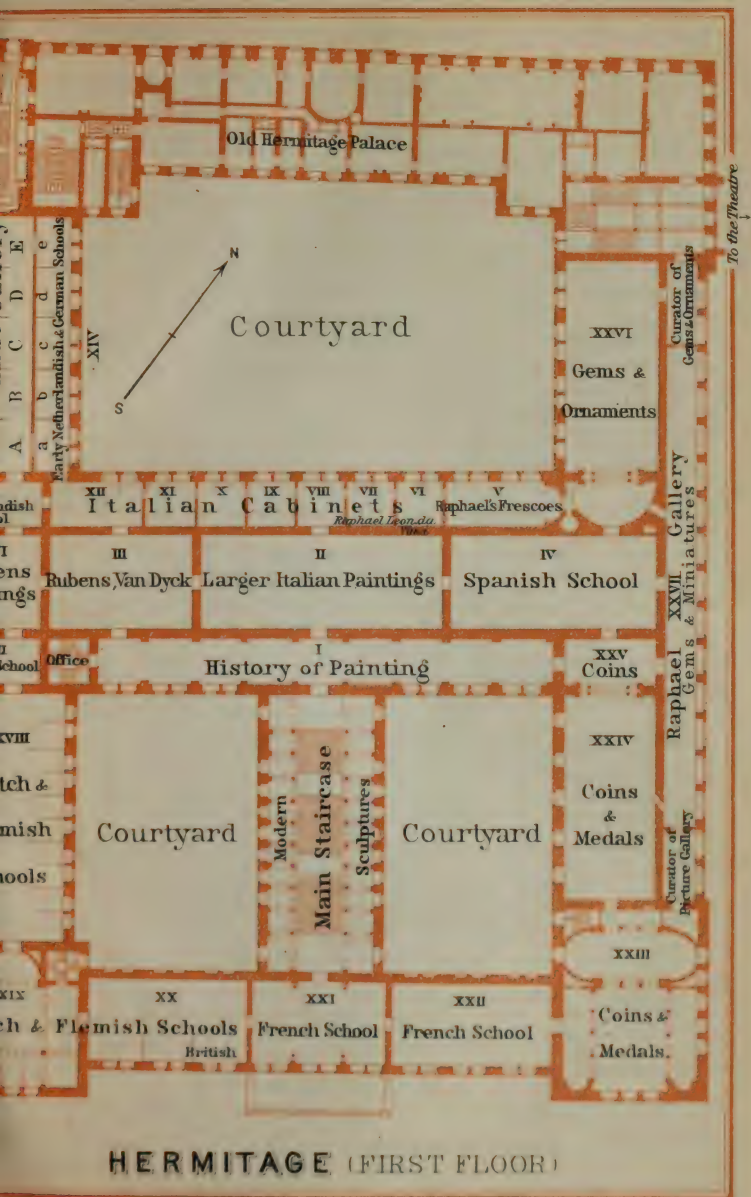 Old Hermitage Palace
To the Theatre
N
S
Courtyard
A B C D E
a b c d e
Early Netherlandish & German Schools
XIV
XXVI
Gems &
Ornaments
Curator of
Gems & Ornaments
XII XI X IX VIII VII VI V
Italian Cabinets
Raphael
Raphael's Frescoes
III
Rubens, Van Dyck
II
Larger Italian Paintings
IV
Spanish School
Raphael XXVII Gallery
Gems & Miniatures
School
Office
I
History of Painting
XXV
Coins
XVIII
Courtyard
Modern
Main Staircase
Sculptures
Courtyard
XXIV
Coins
&
Medals
Curator of
Picture Gallery
XXIII
XIX
XX
& Flemish Schools
British
XXI
French School
XXII
French School
Coins &
Medals.
HERMITAGE (FIRST FLOOR)